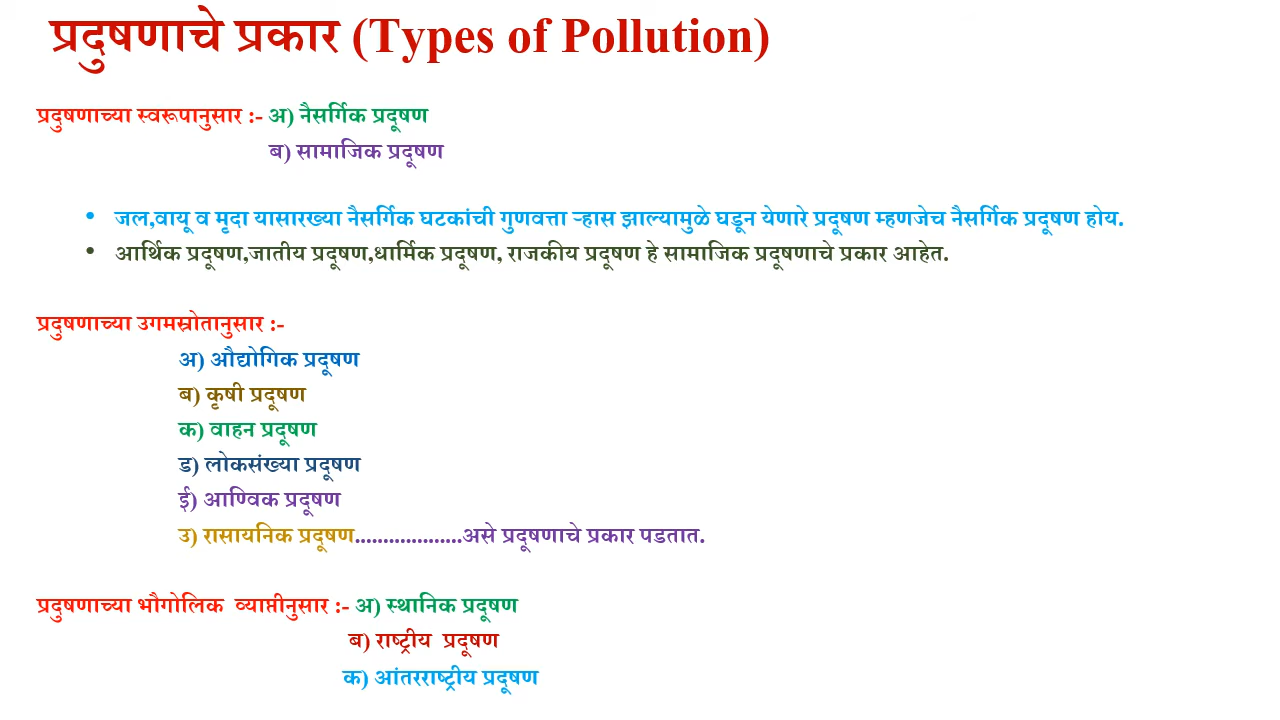 प्रदुषणाचे प्रकार (Types of Pollution)
प्रदुषणाच्या स्वरूपानुसार :- अ) नैसर्गिक प्रदूषण
ब) सामाजिक प्रदूषण
• जल,वायू व मृदा यासारख्या नैसर्गिक घटकांची गुणवत्ता ऱ्हास झाल्यामुळे घडून येणारे प्रदूषण म्हणजेच नैसर्गिक प्रदूषण होय.
• आर्थिक प्रदूषण,जातीय प्रदूषण,धार्मिक प्रदूषण, राजकीय प्रदूषण हे सामाजिक प्रदूषणाचे प्रकार आहेत.
प्रदुषणाच्या उगमस्रोतानुसार :-
अ) औद्योगिक प्रदूषण
ब) कृषी प्रदूषण
क) वाहन प्रदूषण
ड) लोकसंख्या प्रदूषण
ई) आण्विक प्रदूषण
उ) रासायनिक प्रदूषण...................असे प्रदूषणाचे प्रकार पडतात.
प्रदुषणाच्या भौगोलिक व्याप्तीनुसार :- अ) स्थानिक प्रदूषण
ब) राष्ट्रीय प्रदूषण
क) आंतरराष्ट्रीय प्रदूषण